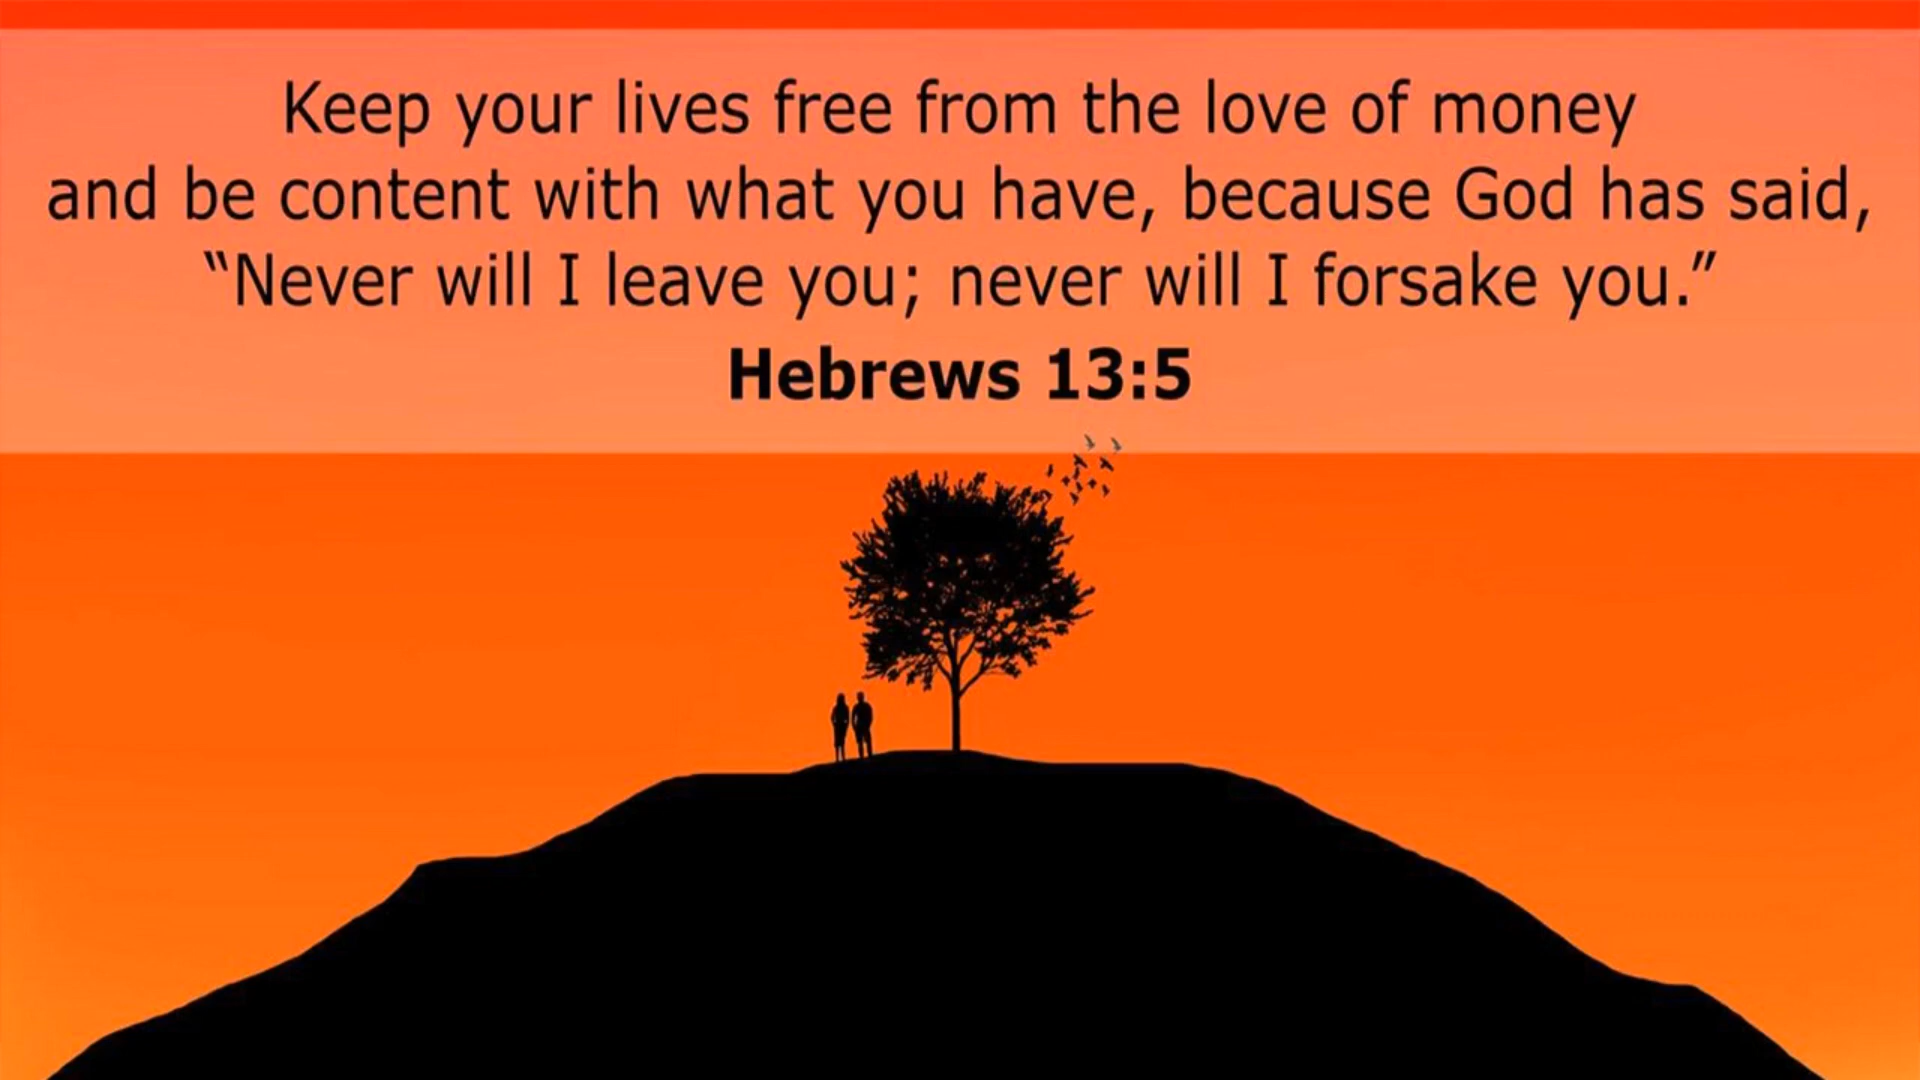 Keep your lives free from the love of money
and be content with what you have, because God has said,
“Never will I leave you; never will I forsake you.”
Hebrews 13:5